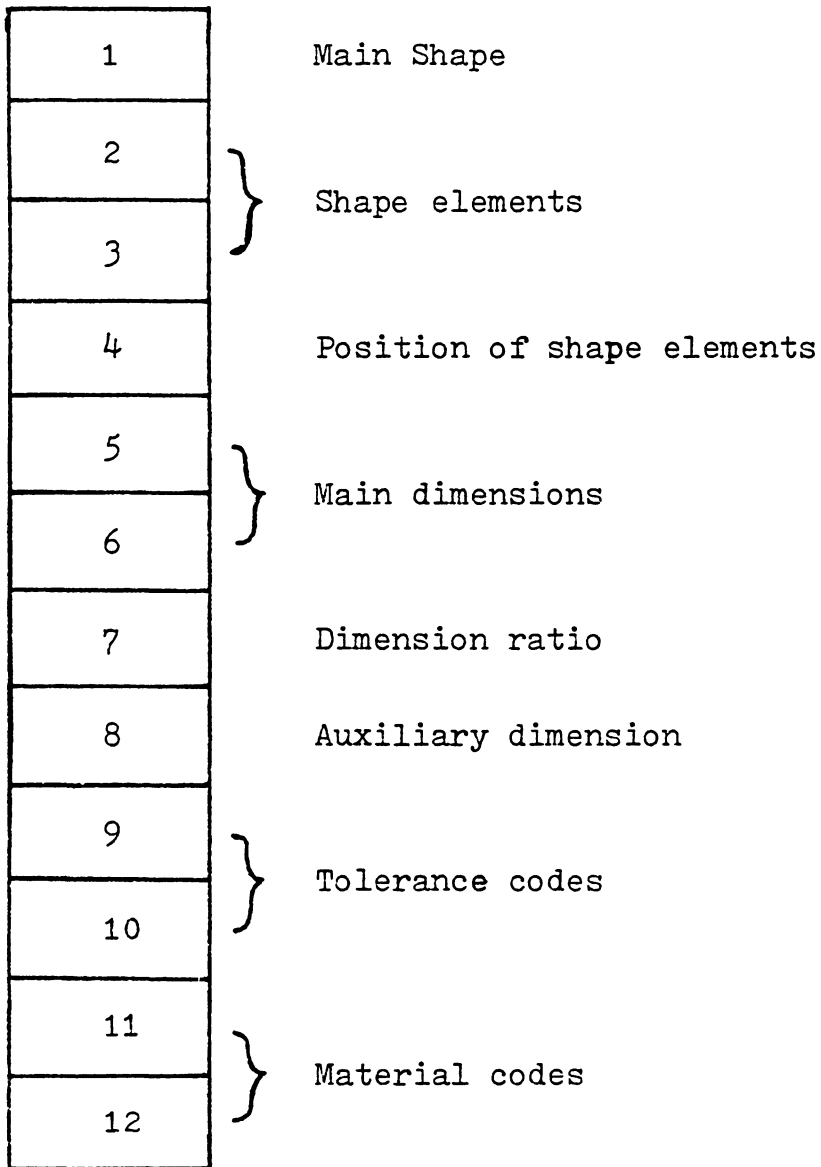 1 Main Shape
2
Shape elements
3
4 Position of shape elements
5
Main dimensions
6
7 Dimension ratio
8 Auxiliary dimension
9
Tolerance codes
10
11
Material codes
12